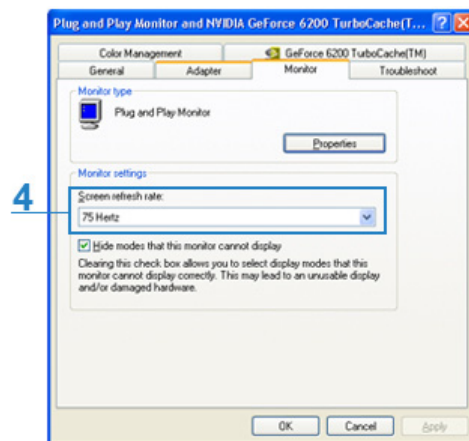 Plug and Play Monitor and NVIDIA GeForce 6200 TurboCache(T...
Color Management
GeForce 6200 TurboCache(TM)
General
Adapter
Monitor
Troubleshoot
Monitor type
Plug and Play Monitor
Properties
Monitor settings
4
Screen refresh rate:
75 Hertz
Hide modes that this monitor cannot display
Clearing this check box allows you to select display modes that this
monitor cannot display correctly. This may lead to an unusable display
and/or damaged hardware.
OK
Cancel
Apply